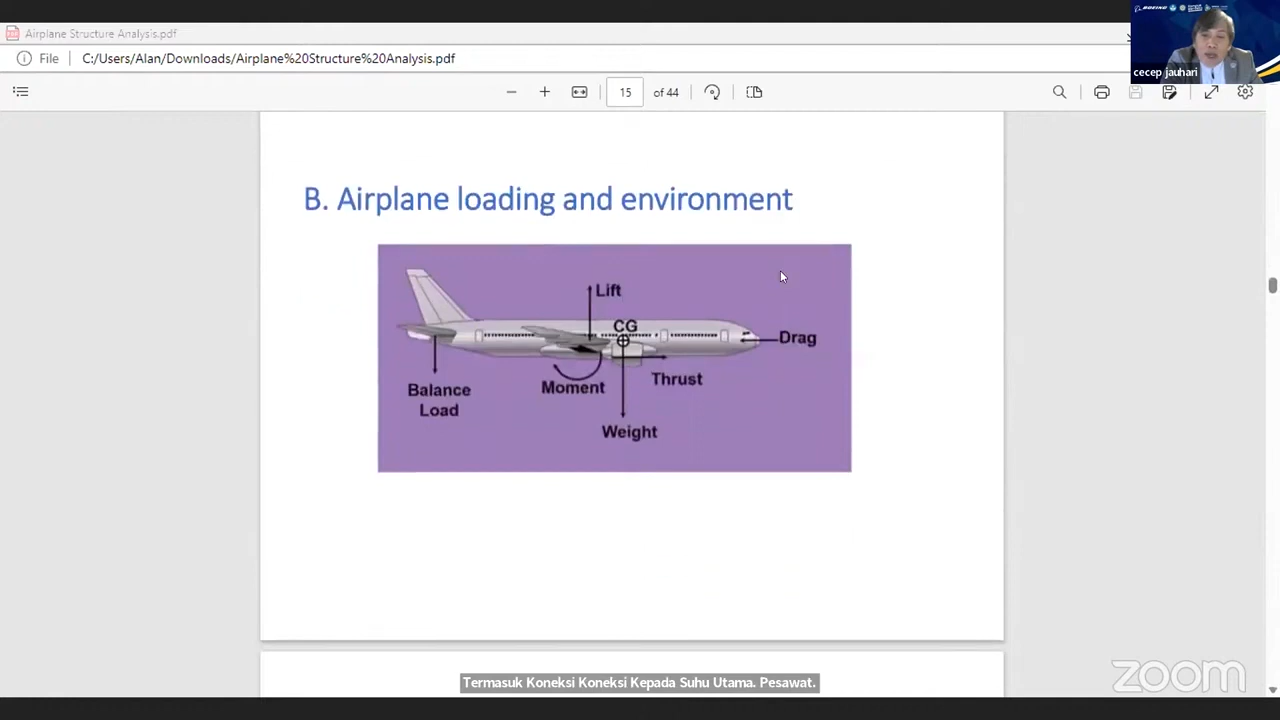 Airplane Structure Analysis.pdf
File
C:/Users/Alan/Downloads/Airplane%20Structure%20Analysis.pdf
BOEING
cecep jauhari
15 of 44
B. Airplane loading and environment
Lift
CG
Drag
Thrust
Moment
Balance
Load
Weight
Termasuk Koneksi Koneksi Kepada Suhu Utama. Pesawat.
zoom